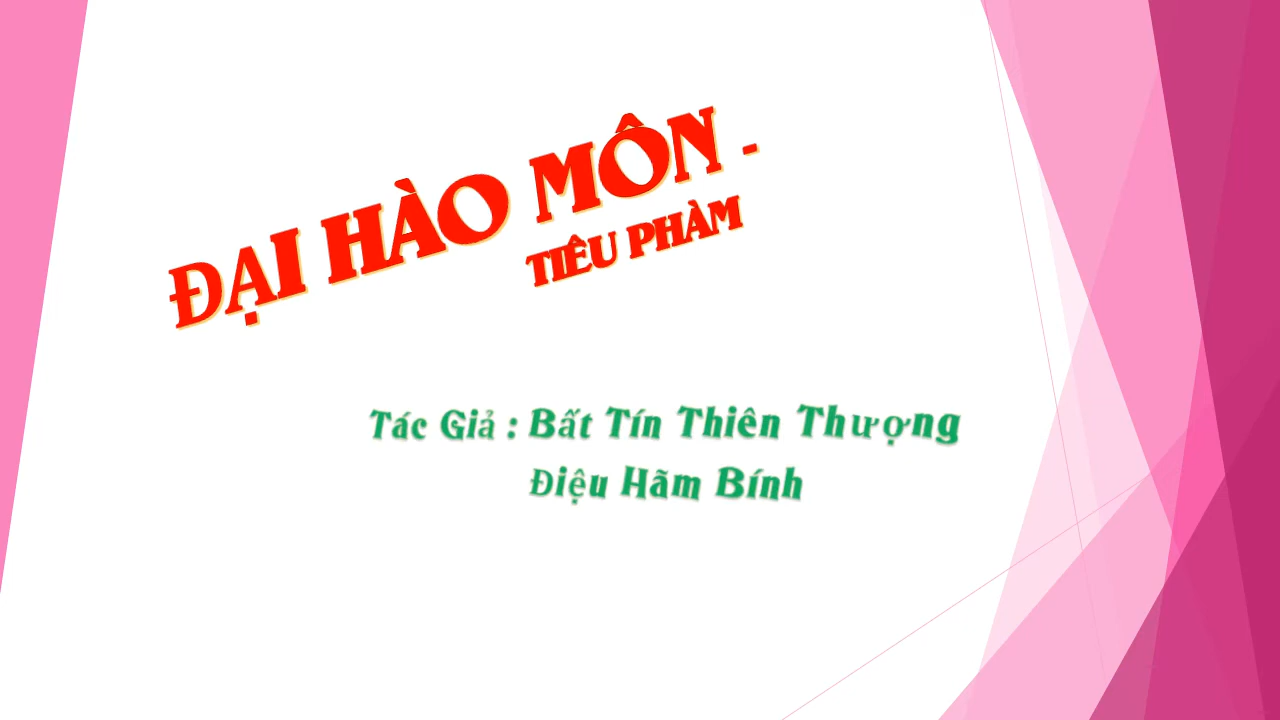 ĐẠI HÀO MÔN -
TIÊU PHÀM
Tác Giả : Bất Tín Thiên Thượng
Điệu Hãm Bính